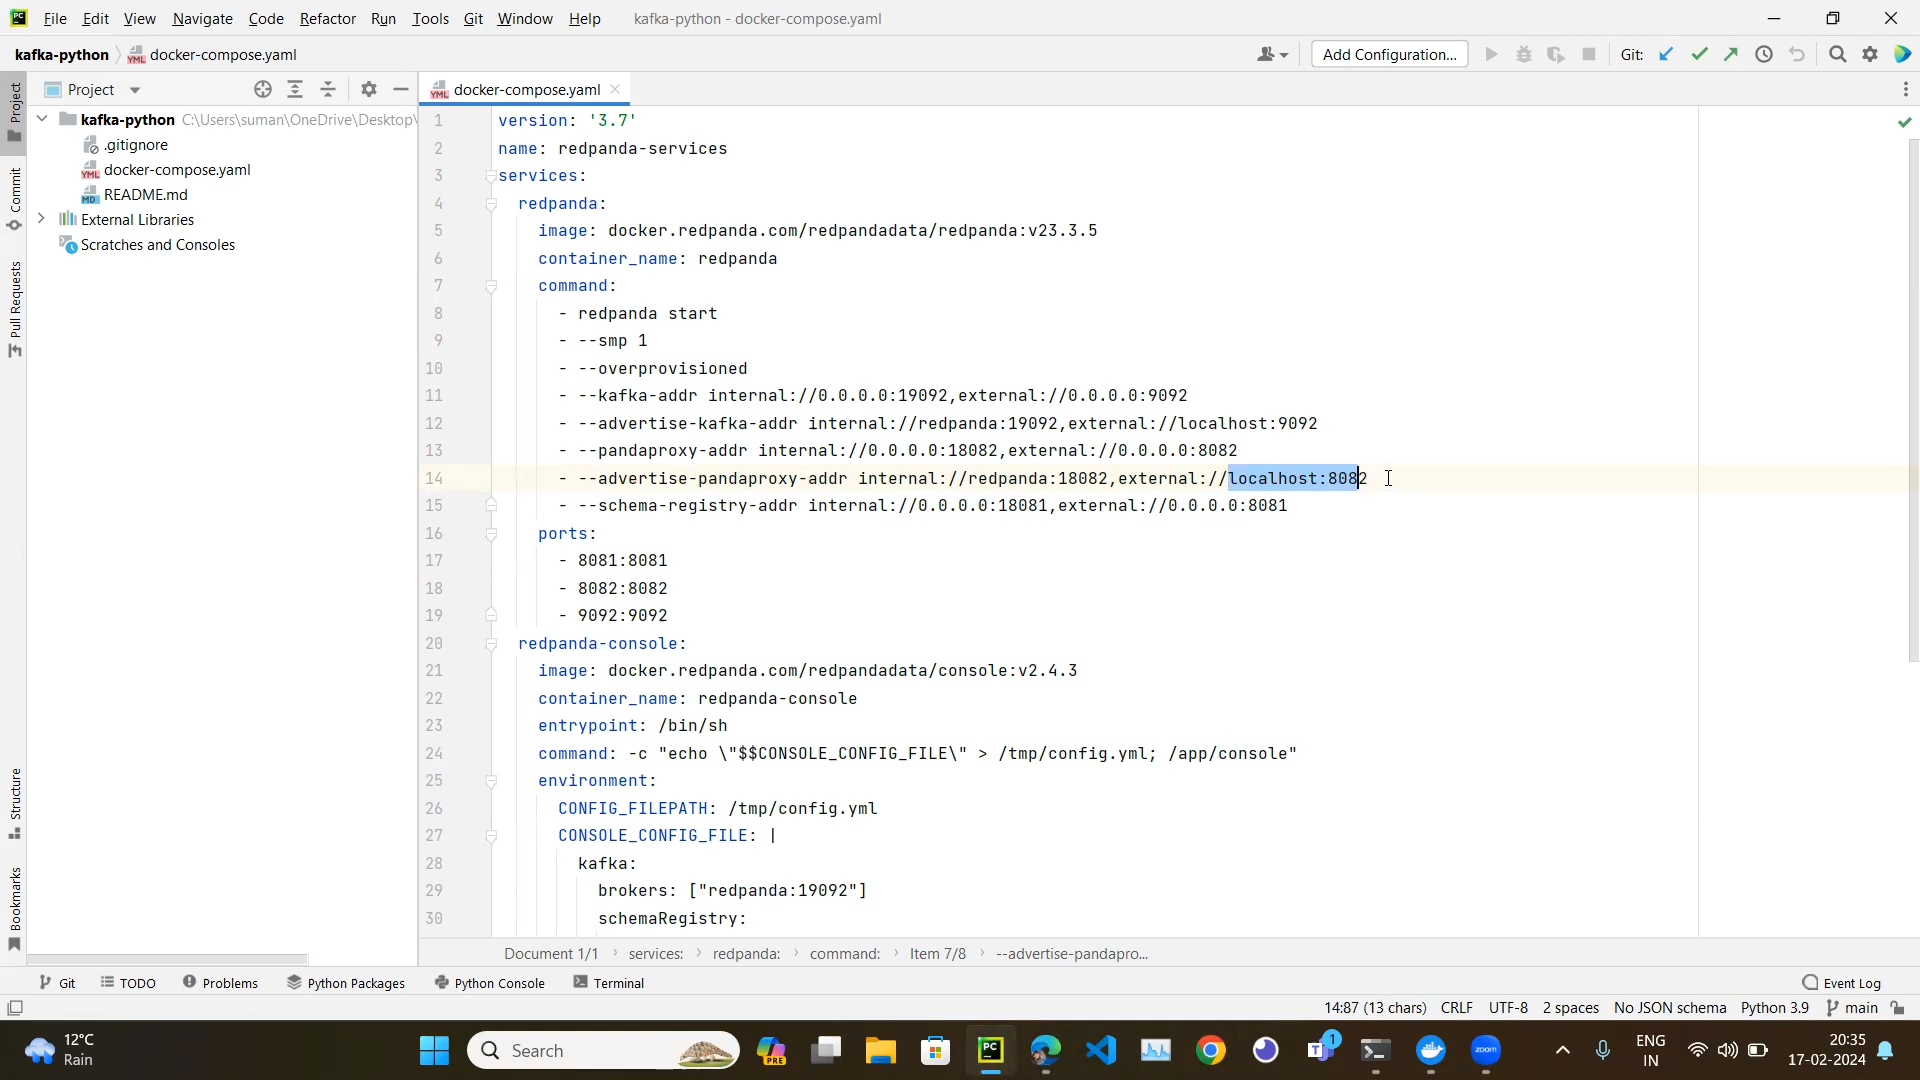 PC File Edit View Navigate Code Refactor Run Tools Git Window Help kafka-python - docker-compose.yaml
kafka-python docker-compose.yaml Add Configuration... Git:
Project docker-compose.yaml
kafka-python C:\Users\suman\OneDrive\Desktop\
.gitignore
docker-compose.yaml
README.md
External Libraries
Scratches and Consoles
Project
Commit
Pull Requests
Structure
Bookmarks
1 version: '3.7'
2 name: redpanda-services
3 services:
4 redpanda:
5 image: docker.redpanda.com/redpandadata/redpanda:v23.3.5
6 container_name: redpanda
7 command:
8 - redpanda start
9 - --smp 1
10 - --overprovisioned
11 - --kafka-addr internal://0.0.0.0:19092,external://0.0.0.0:9092
12 - --advertise-kafka-addr internal://redpanda:19092,external://localhost:9092
13 - --pandaproxy-addr internal://0.0.0.0:18082,external://0.0.0.0:8082
14 - --advertise-pandaproxy-addr internal://redpanda:18082,external://localhost:8082
15 - --schema-registry-addr internal://0.0.0.0:18081,external://0.0.0.0:8081
16 ports:
17 - 8081:8081
18 - 8082:8082
19 - 9092:9092
20 redpanda-console:
21 image: docker.redpanda.com/redpandadata/console:v2.4.3
22 container_name: redpanda-console
23 entrypoint: /bin/sh
24 command: -c "echo \"$$CONSOLE_CONFIG_FILE\" > /tmp/config.yml; /app/console"
25 environment:
26 CONFIG_FILEPATH: /tmp/config.yml
27 CONSOLE_CONFIG_FILE: |
28 kafka:
29 brokers: ["redpanda:19092"]
30 schemaRegistry:
Document 1/1 › services: › redpanda: › command: › Item 7/8 › --advertise-pandapro...
Git TODO Problems Python Packages Python Console Terminal Event Log
14:87 (13 chars) CRLF UTF-8 2 spaces No JSON schema Python 3.9 main
12°C
Rain
Search
PRE
PC
1
zoom
ENG
IN
20:35
17-02-2024